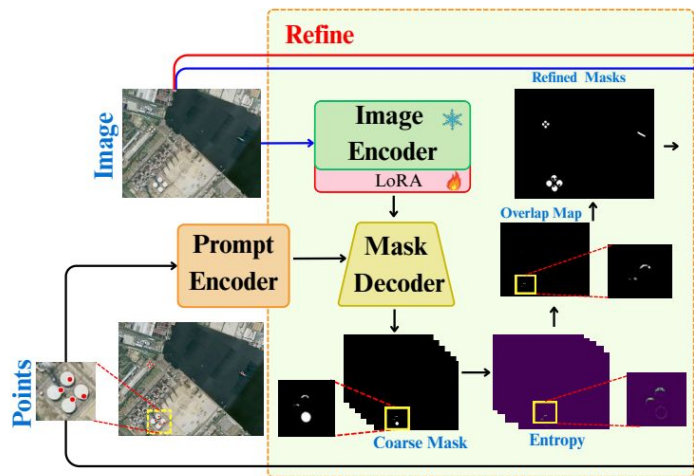 Refine
Image
Image
Encoder
LoRA
Refined Masks
Overlap Map
Prompt
Encoder
Mask
Decoder
Points
Coarse Mask
Entropy